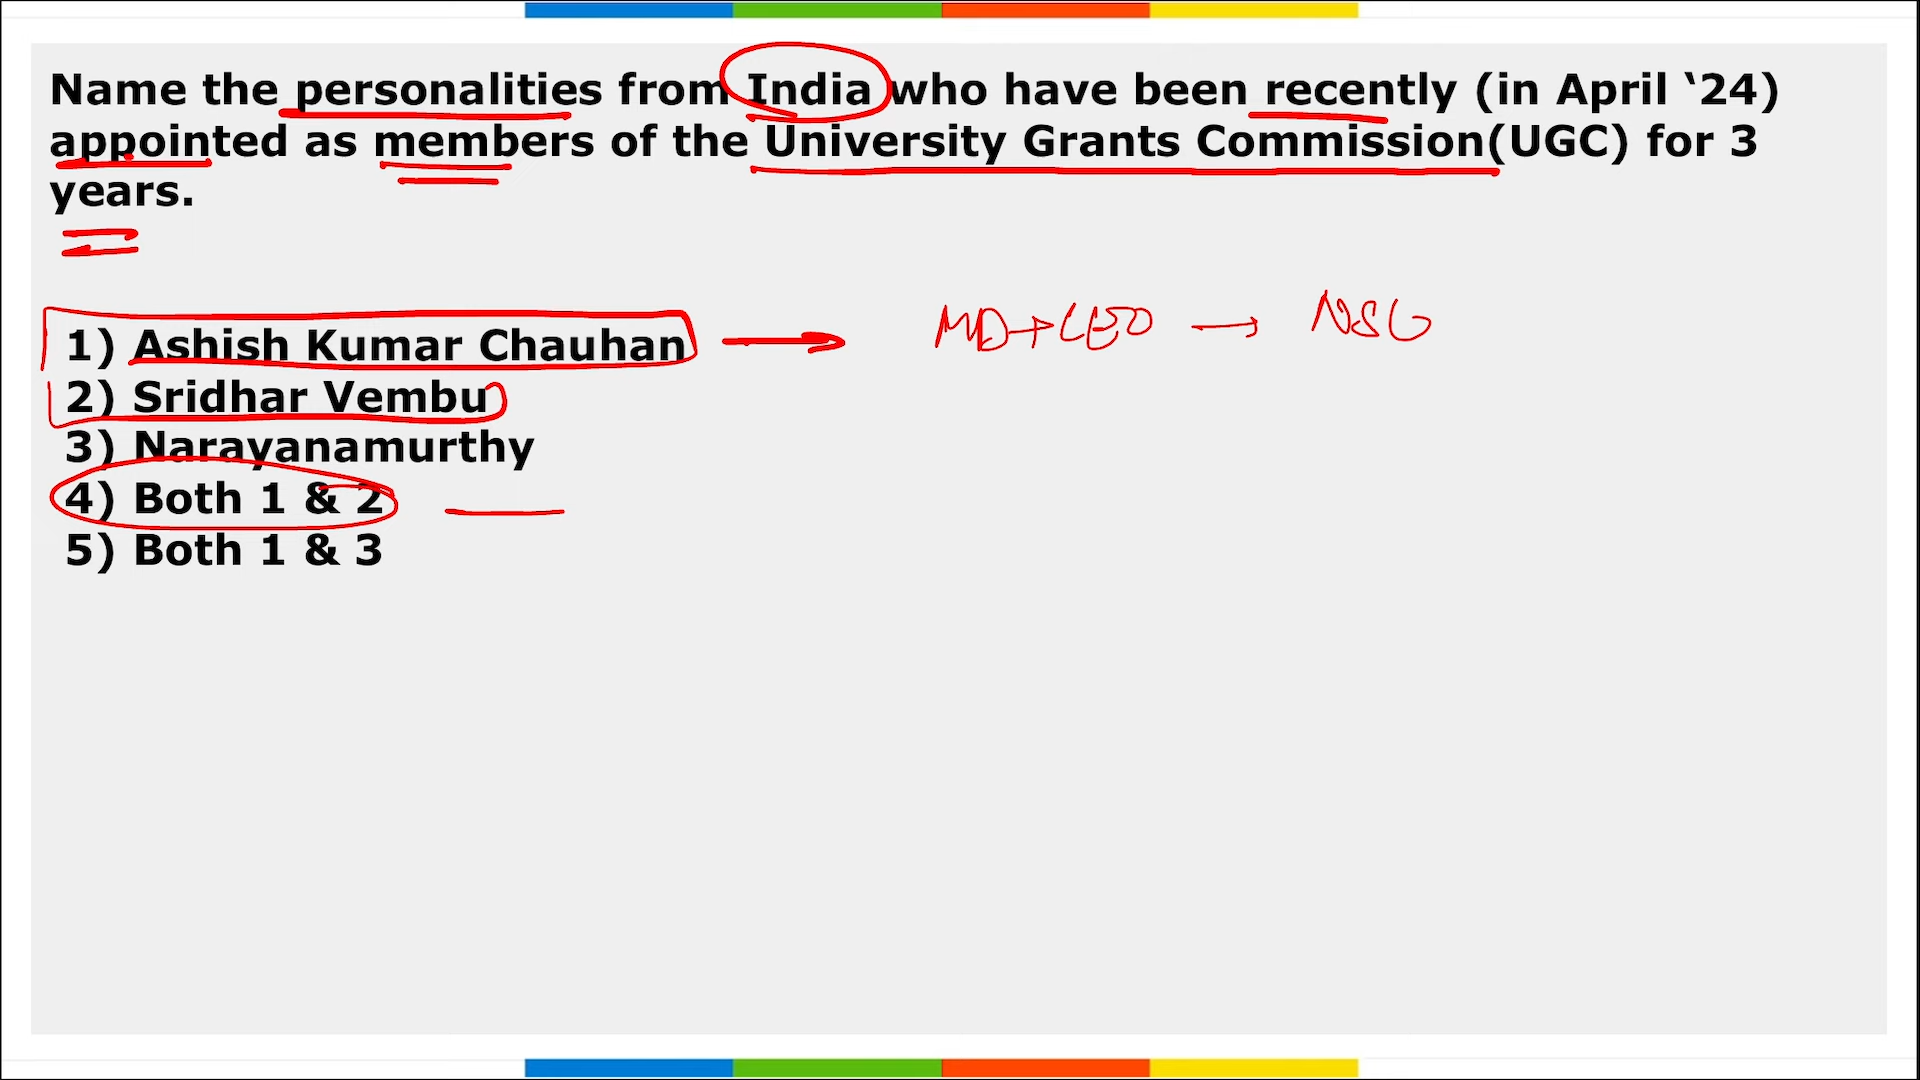 Name the personalities from India who have been recently (in April ‘24)
appointed as members of the University Grants Commission(UGC) for 3
years.
1) Ashish Kumar Chauhan
MD+CEO → NSG
2) Sridhar Vembu
3) Narayanamurthy
4) Both 1 & 2
5) Both 1 & 3